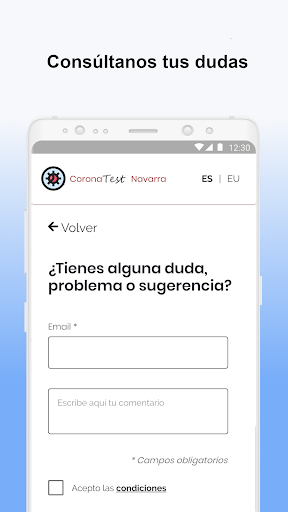 Consúltanos tus dudas
12:30
CoronaTest Navarra
ES | EU
Volver
¿Tienes alguna duda,
problema o sugerencia?
Email *
Escribe aquí tu comentario
* Campos obligatorios
Acepto las condiciones